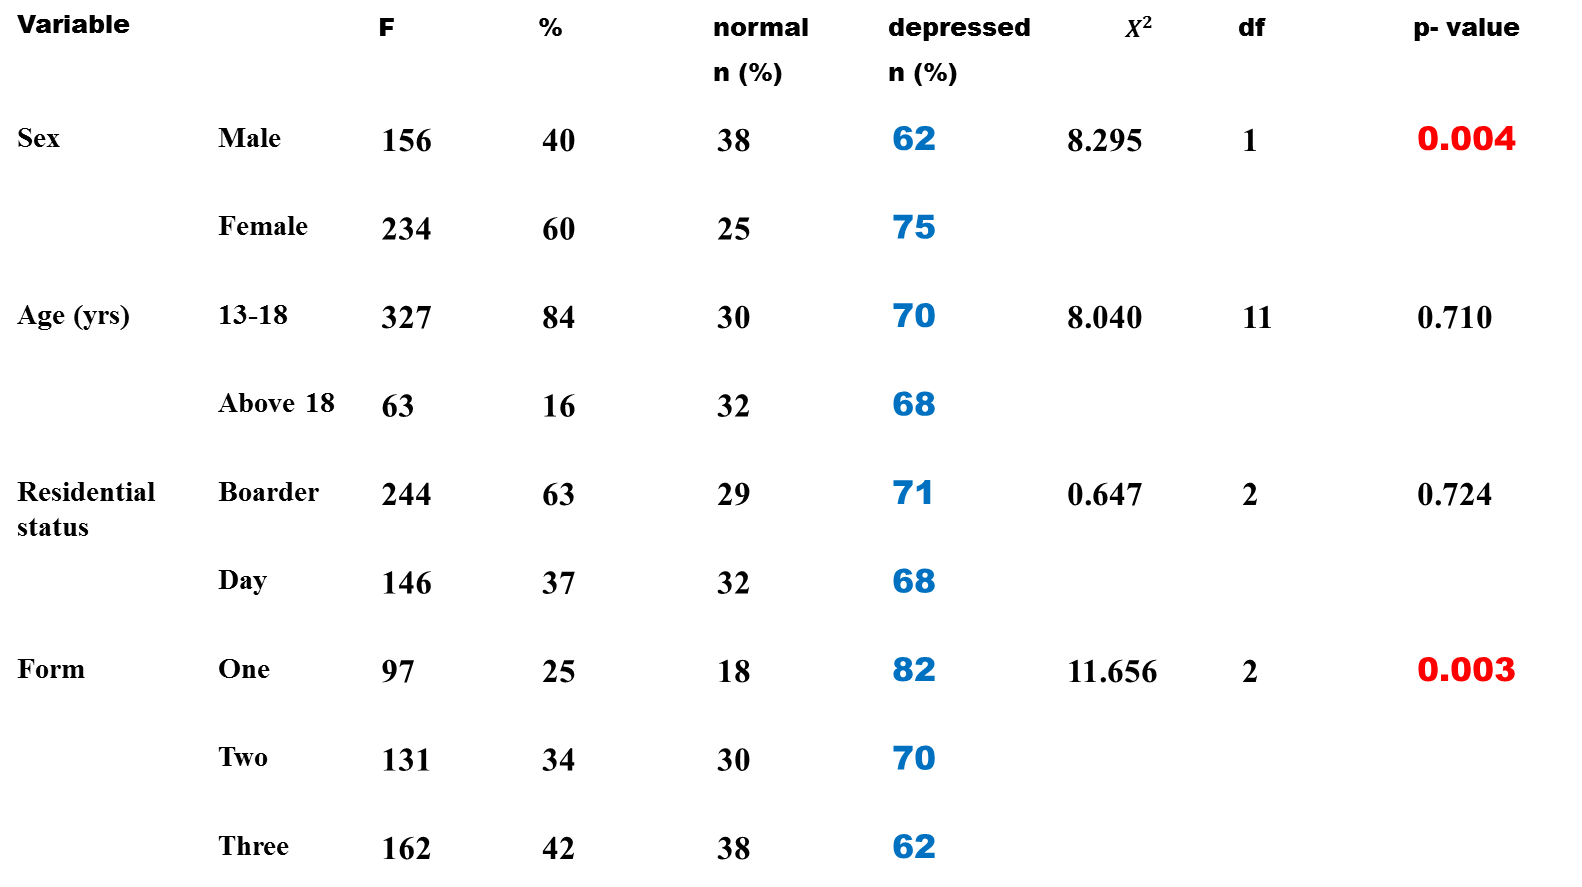 Variable F % normal depressed X² df p- value
n (%) n (%)
Sex Male 156 40 38 62 8.295 1 0.004
Female 234 60 25 75
Age (yrs) 13-18 327 84 30 70 8.040 11 0.710
Above 18 63 16 32 68
Residential Boarder 244 63 29 71 0.647 2 0.724
status
Day 146 37 32 68
Form One 97 25 18 82 11.656 2 0.003
Two 131 34 30 70
Three 162 42 38 62